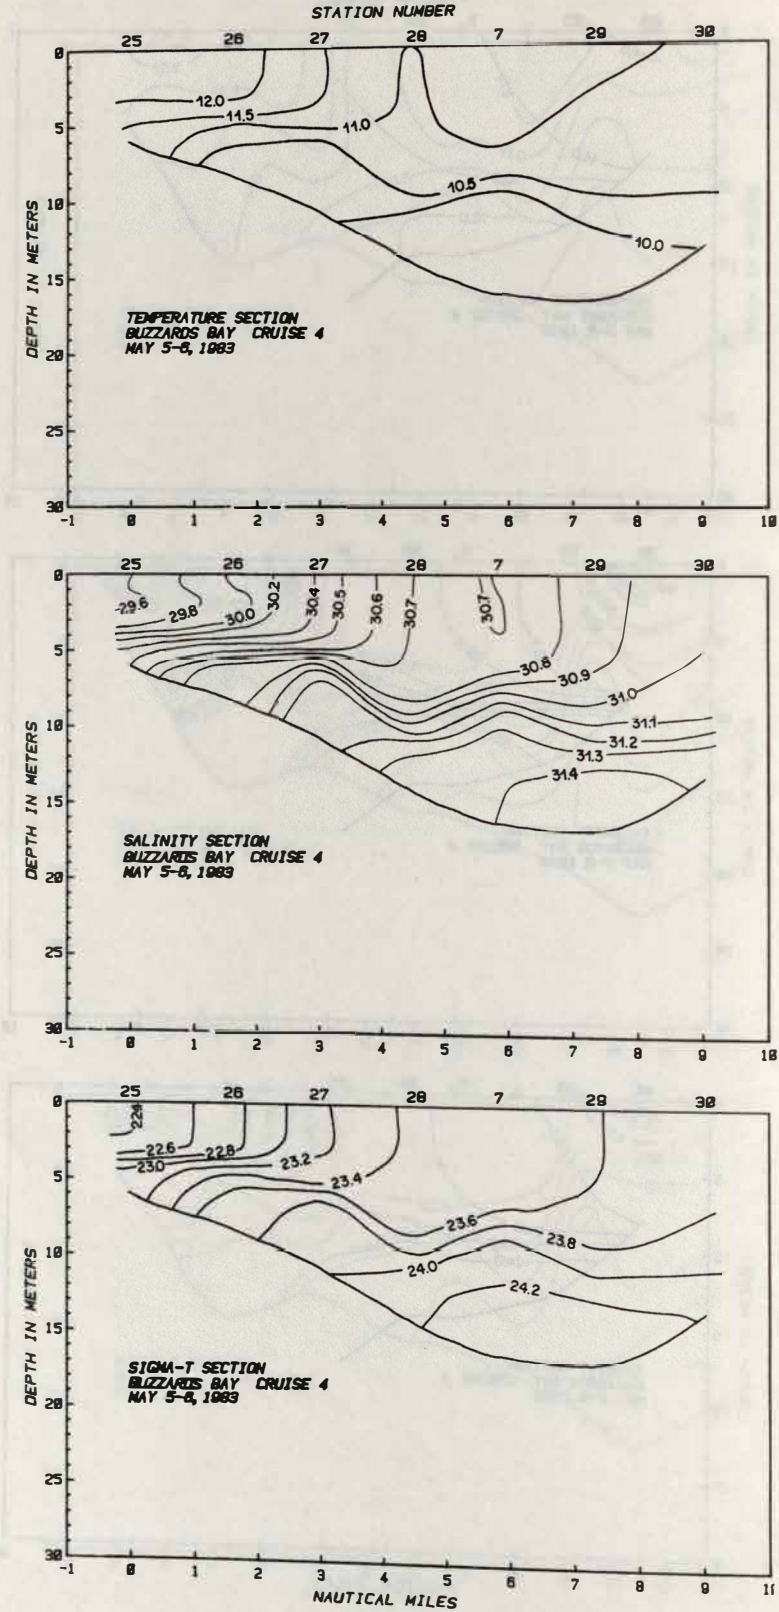 STATION NUMBER
25 26 27 28 7 29 30
0
5
10
15
20
25
30
DEPTH IN METERS
12.0
11.5
11.0
10.5
10.0
TEMPERATURE SECTION
BUZZARDS BAY CRUISE 4
MAY 5-6, 1983
-1 0 1 2 3 4 5 6 7 8 9 10
25 26 27 28 7 29 30
0
5
10
15
20
25
30
DEPTH IN METERS
29.6
29.8
30.0
30.2
30.4
30.5
30.6
30.7
30.7
30.8
30.9
31.0
31.1
31.2
31.3
31.4
SALINITY SECTION
BUZZARDS BAY CRUISE 4
MAY 5-6, 1983
-1 0 1 2 3 4 5 6 7 8 9 10
25 26 27 28 7 29 30
0
5
10
15
20
25
30
DEPTH IN METERS
22.4
22.6
22.8
23.0
23.2
23.4
23.6
23.8
24.0
24.2
SIGMA-T SECTION
BUZZARDS BAY CRUISE 4
MAY 5-6, 1983
-1 0 1 2 3 4 5 6 7 8 9
NAUTICAL MILES